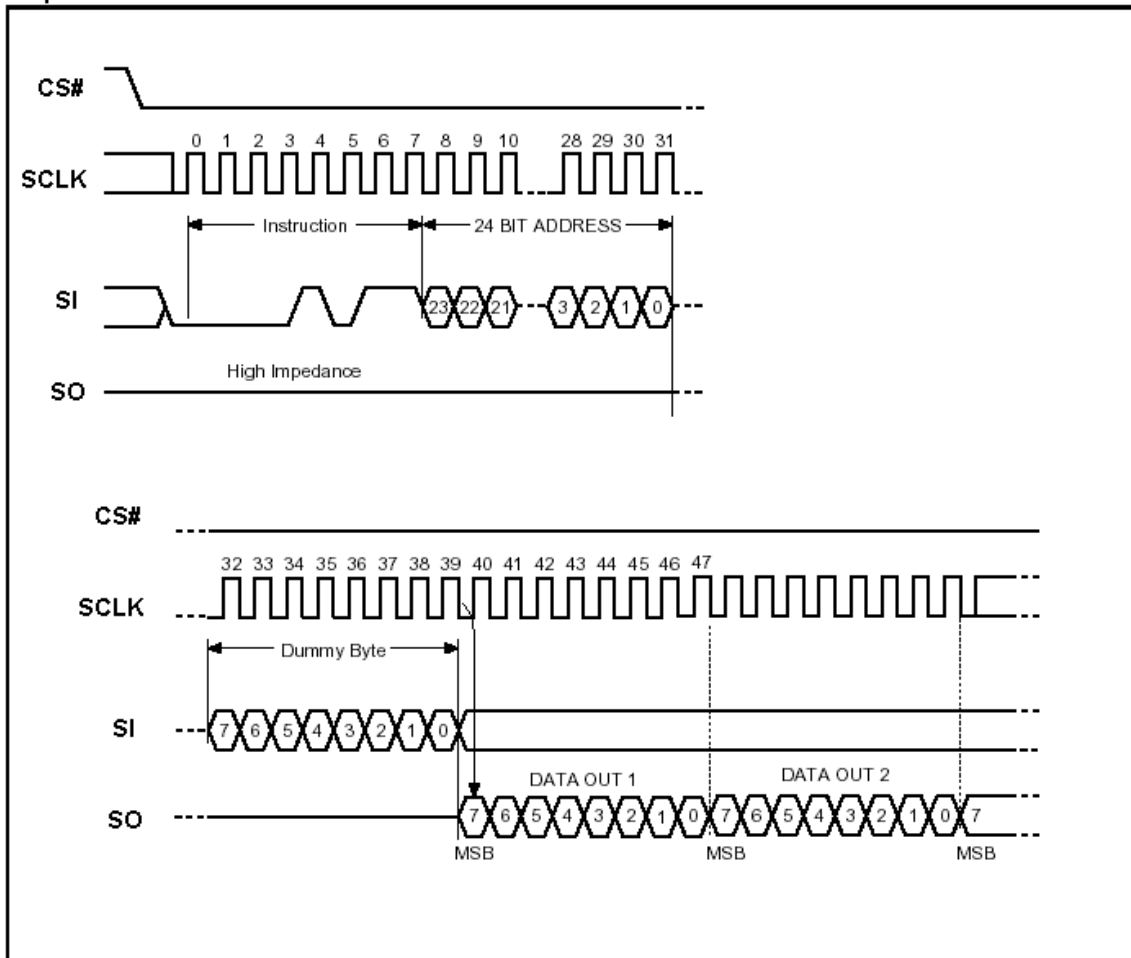 CS#
0 1 2 3 4 5 6 7 8 9 10 28 29 30 31
SCLK
Instruction 24 BIT ADDRESS
SI 23 22 21 3 2 1 0
High Impedance
SO
CS#
32 33 34 35 36 37 38 39 40 41 42 43 44 45 46 47
SCLK
Dummy Byte
SI 7 6 5 4 3 2 1 0
DATA OUT 1 DATA OUT 2
SO 7 6 5 4 3 2 1 0 7 6 5 4 3 2 1 0 7
MSB MSB MSB